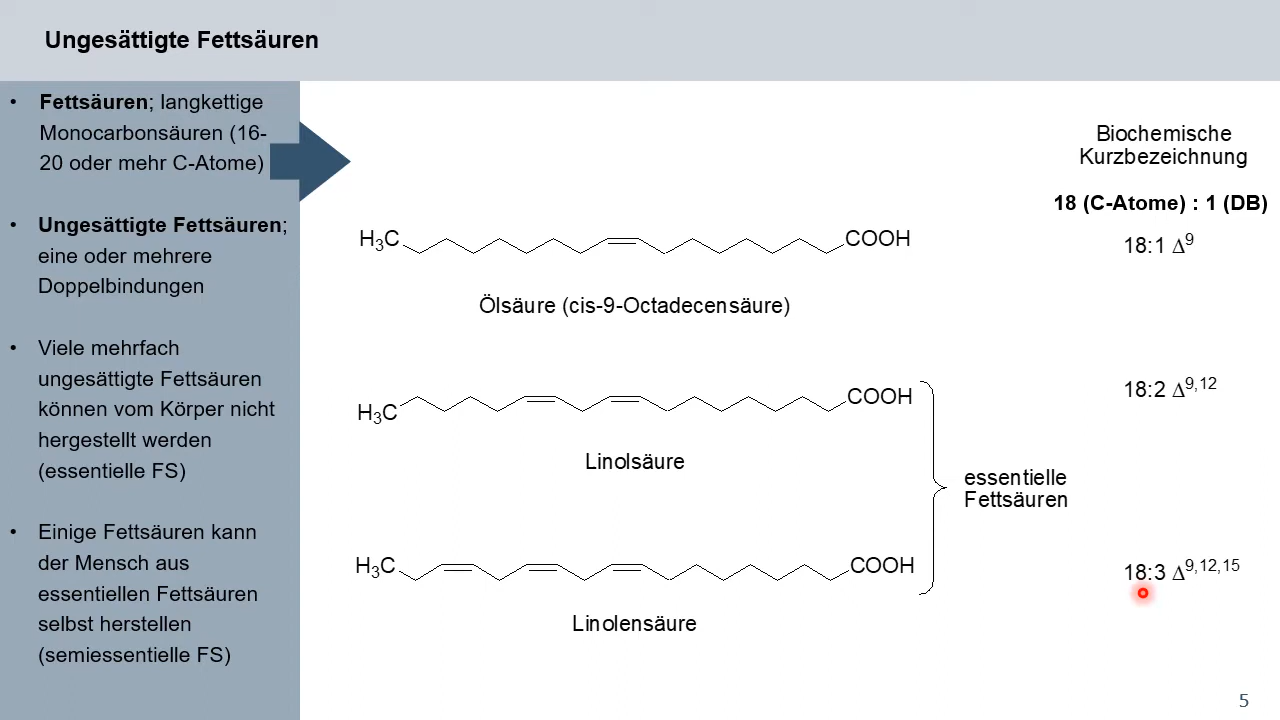 Ungesättigte Fettsäuren
• Fettsäuren; langkettige
Monocarbonsäuren (16-
20 oder mehr C-Atome)
• Ungesättigte Fettsäuren;
eine oder mehrere
Doppelbindungen
• Viele mehrfach
ungesättigte Fettsäuren
können vom Körper nicht
hergestellt werden
(essentielle FS)
• Einige Fettsäuren kann
der Mensch aus
essentiellen Fettsäuren
selbst herstellen
(semiessentielle FS)
Biochemische
Kurzbezeichnung
18 (C-Atome) : 1 (DB)
H₃C COOH
18:1 Δ⁹
Ölsäure (cis-9-Octadecensäure)
H₃C COOH
18:2 Δ⁹,¹²
Linolsäure
essentielle
Fettsäuren
H₃C COOH
18:3 Δ⁹,¹²,¹⁵
Linolensäure
5